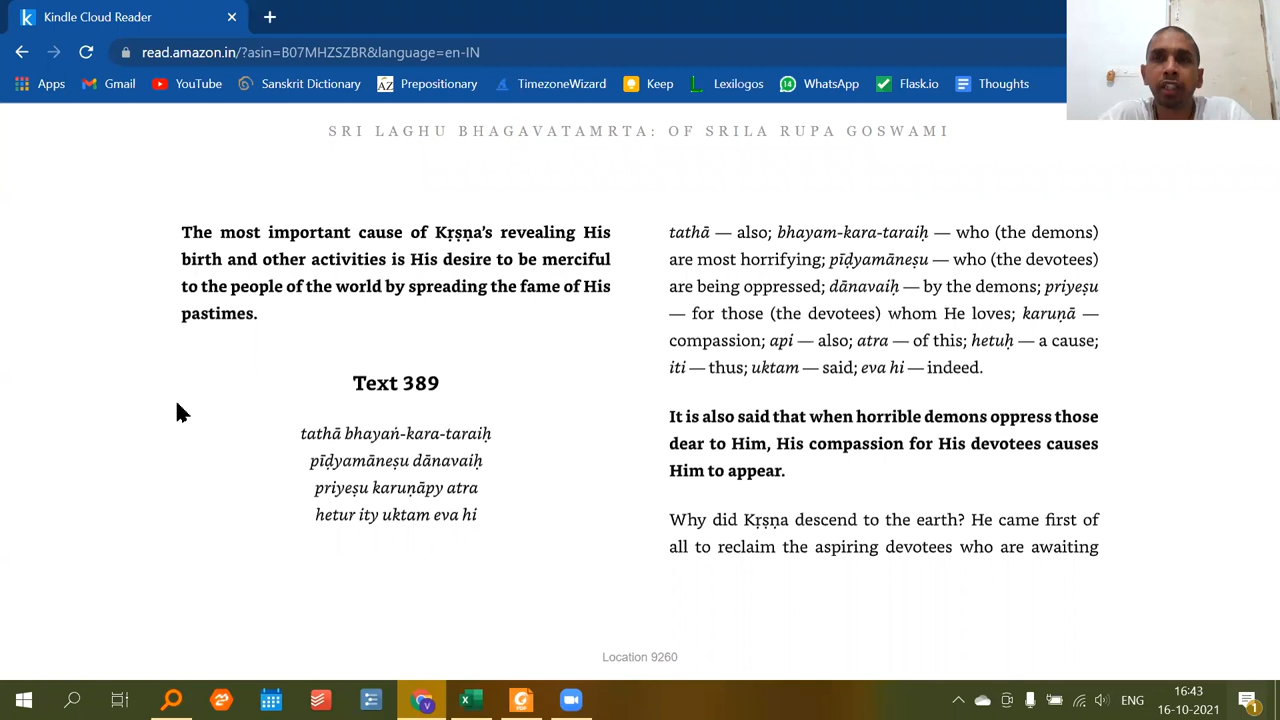 Kindle Cloud Reader
read.amazon.in/?asin=B07MHZSZBR&language=en-IN
Apps Gmail YouTube Sanskrit Dictionary Prepositionary TimezoneWizard Keep Lexilogos WhatsApp Flask.io Thoughts
SRI LAGHU BHAGAVATAMRTA: OF SRILA RUPA GOSWAMI
The most important cause of Kṛṣṇa’s revealing His
birth and other activities is His desire to be merciful
to the people of the world by spreading the fame of His
pastimes.
Text 389
tathā bhayaṅ-kara-taraiḥ
pīḍyamāneṣu dānavaiḥ
priyeṣu karuṇāpy atra
hetur ity uktam eva hi
tathā — also; bhayam-kara-taraiḥ — who (the demons)
are most horrifying; pīḍyamāneṣu — who (the devotees)
are being oppressed; dānavaiḥ — by the demons; priyeṣu
— for those (the devotees) whom He loves; karuṇā —
compassion; api — also; atra — of this; hetuḥ — a cause;
iti — thus; uktam — said; eva hi — indeed.
It is also said that when horrible demons oppress those
dear to Him, His compassion for His devotees causes
Him to appear.
Why did Kṛṣṇa descend to the earth? He came first of
all to reclaim the aspiring devotees who are awaiting
Location 9260
ENG
16:43
16-10-2021